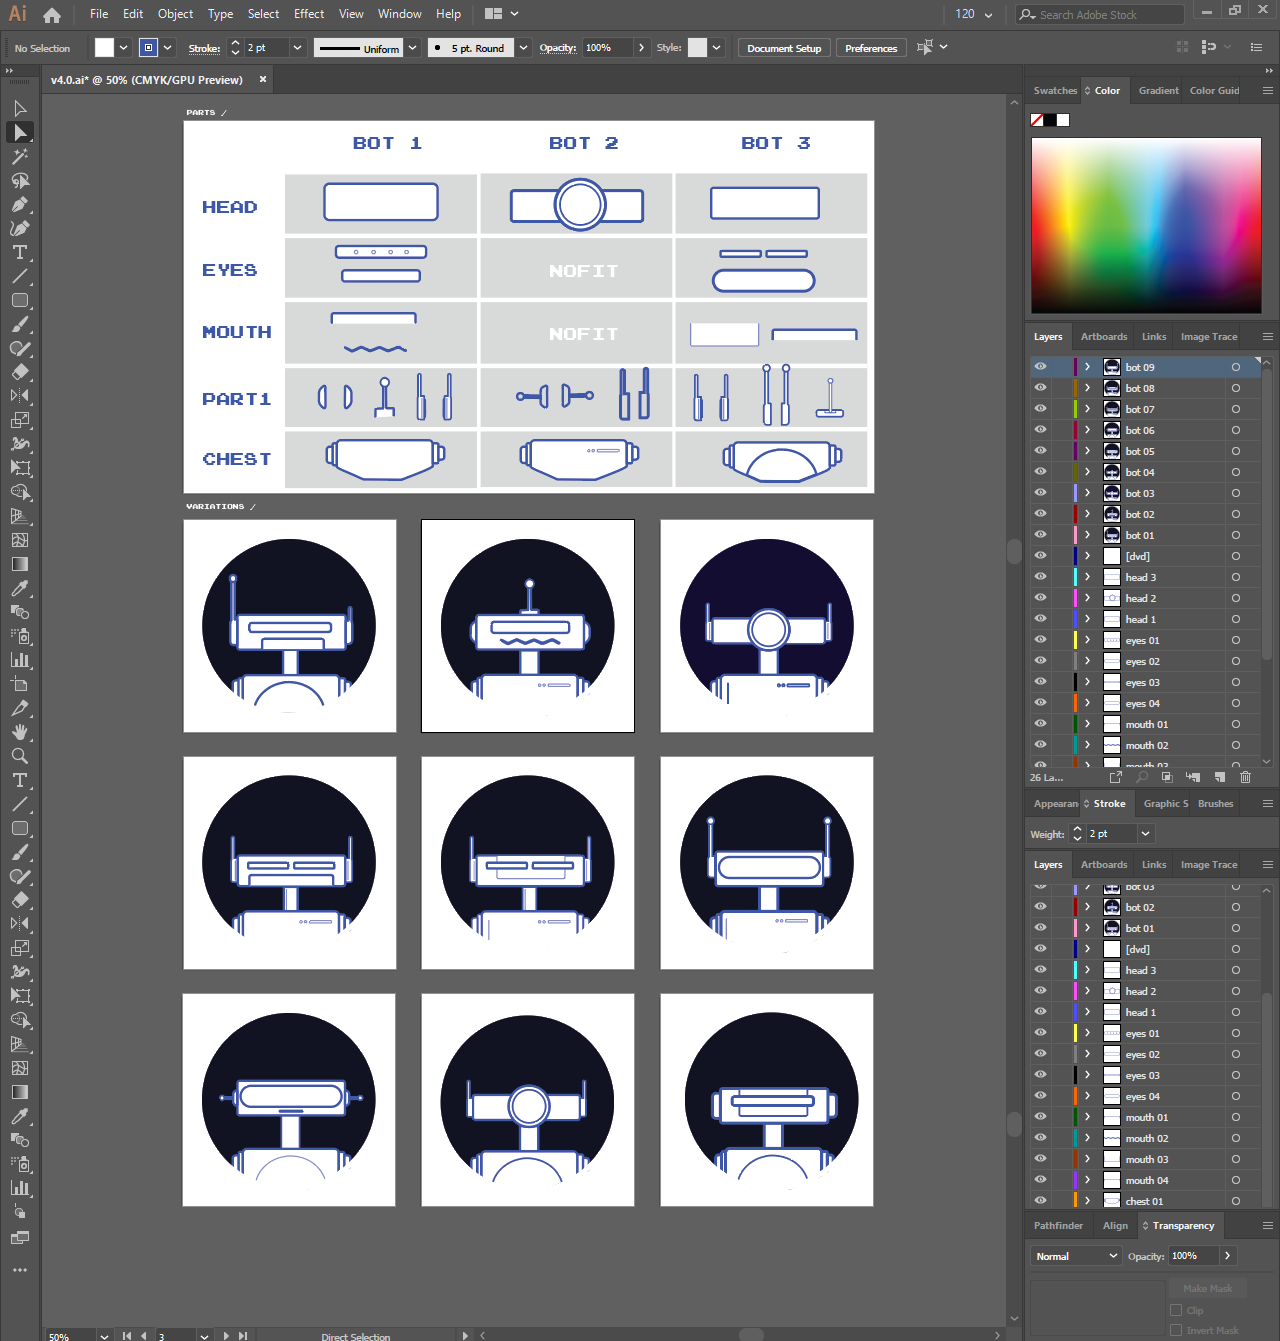 Ai File Edit Object Type Select Effect View Window Help 120 Search Adobe Stock
No Selection Stroke: 2 pt Uniform 5 pt. Round Opacity: 100% Style: Document Setup Preferences
v4.0.ai* @ 50% (CMYK/GPU Preview) ×
PARTS /
BOT 1 BOT 2 BOT 3
HEAD
EYES NOFIT
MOUTH NOFIT
PART1
CHEST
VARIATIONS /
50% 3 Direct Selection
Swatches Color Gradient Color Guid
Layers Artboards Links Image Trace
bot 09
bot 08
bot 07
bot 06
bot 05
bot 04
bot 03
bot 02
bot 01
[dvd]
head 3
head 2
head 1
eyes 01
eyes 02
eyes 03
eyes 04
mouth 01
mouth 02
mouth 03
26 La...
Appearan Stroke Graphic S Brushes
Weight: 2 pt
Layers Artboards Links Image Trace
bot 03
bot 02
bot 01
[dvd]
head 3
head 2
head 1
eyes 01
eyes 02
eyes 03
eyes 04
mouth 01
mouth 02
mouth 03
mouth 04
chest 01
Pathfinder Align Transparency
Normal Opacity: 100%
Make Mask
Clip
Invert Mask